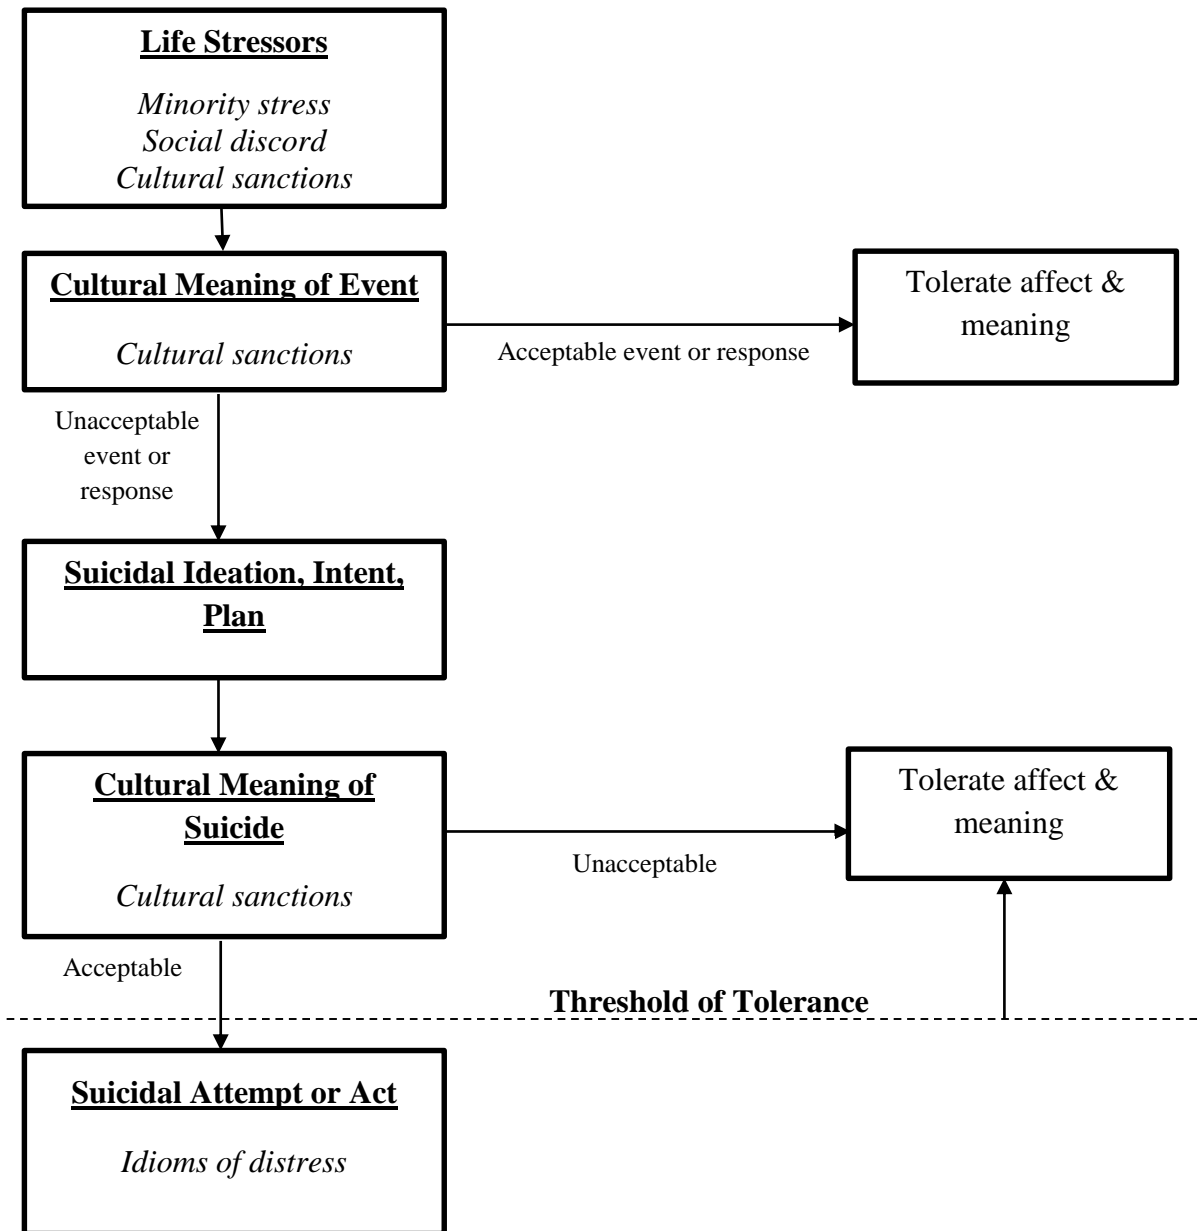 Life Stressors
Minority stress
Social discord
Cultural sanctions
Cultural Meaning of Event
Cultural sanctions
Acceptable event or response
Tolerate affect &
meaning
Unacceptable
event or
response
Suicidal Ideation, Intent,
Plan
Cultural Meaning of
Suicide
Cultural sanctions
Unacceptable
Tolerate affect &
meaning
Acceptable
Threshold of Tolerance
Suicidal Attempt or Act
Idioms of distress